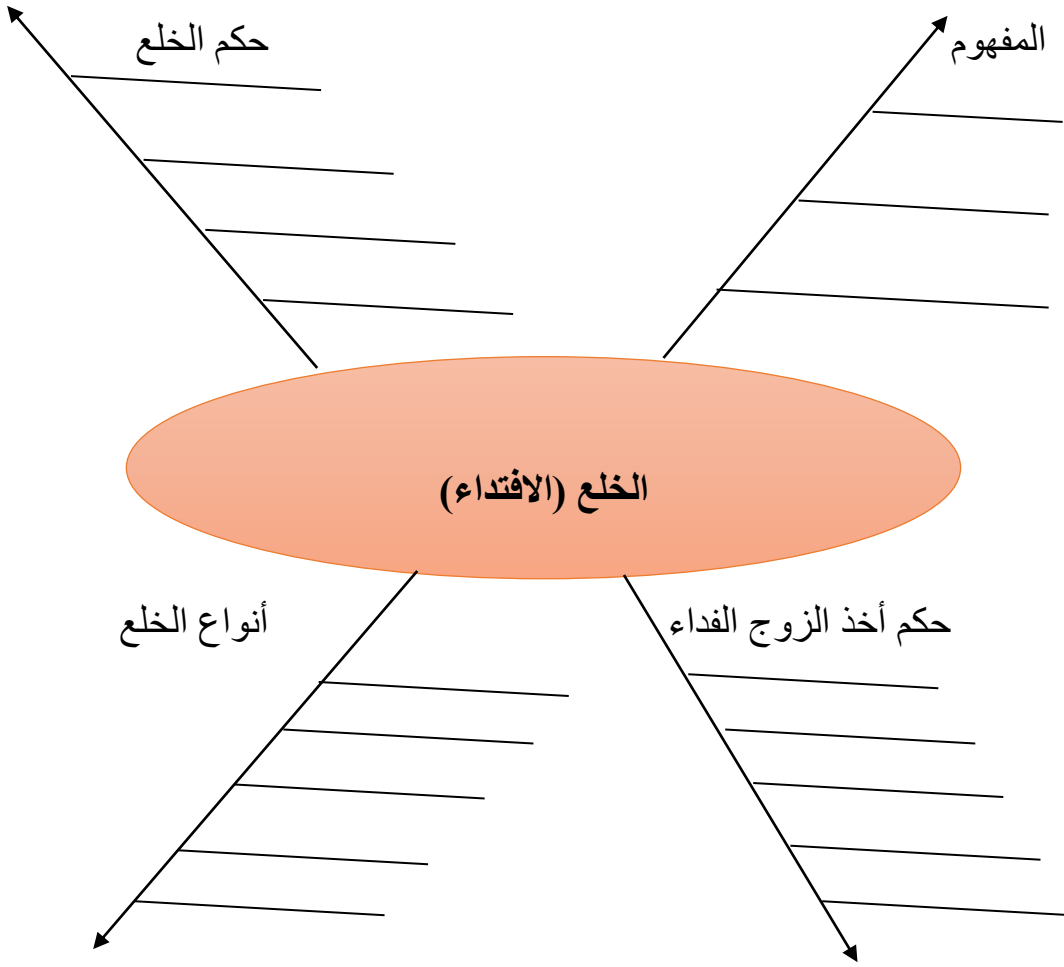 المفهوم
حكم الخلع
الخلع (الافتداء)
حكم أخذ الزوج الفداء
أنواع الخلع